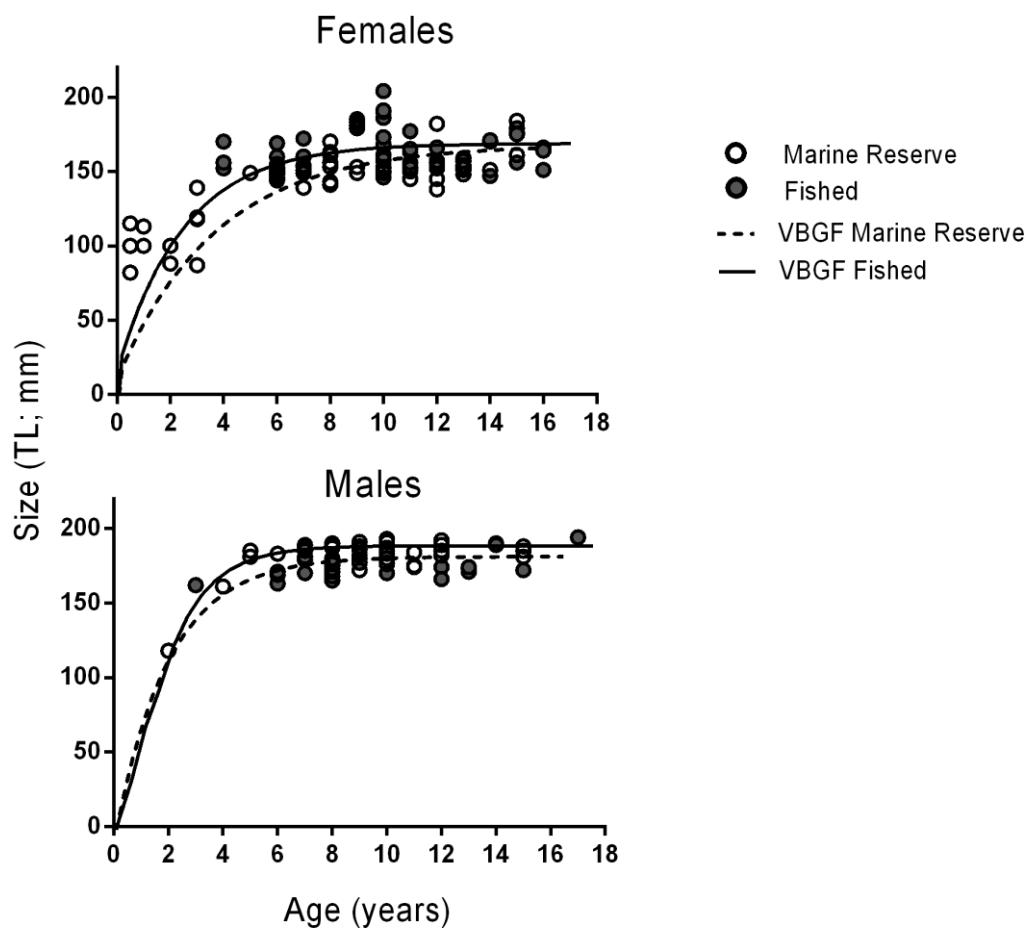 Females
200
150
100
50
0
0 2 4 6 8 10 12 14 16 18
Marine Reserve
Fished
VBGF Marine Reserve
VBGF Fished
Size (TL; mm)
Males
200
150
100
50
0
0 2 4 6 8 10 12 14 16 18
Age (years)